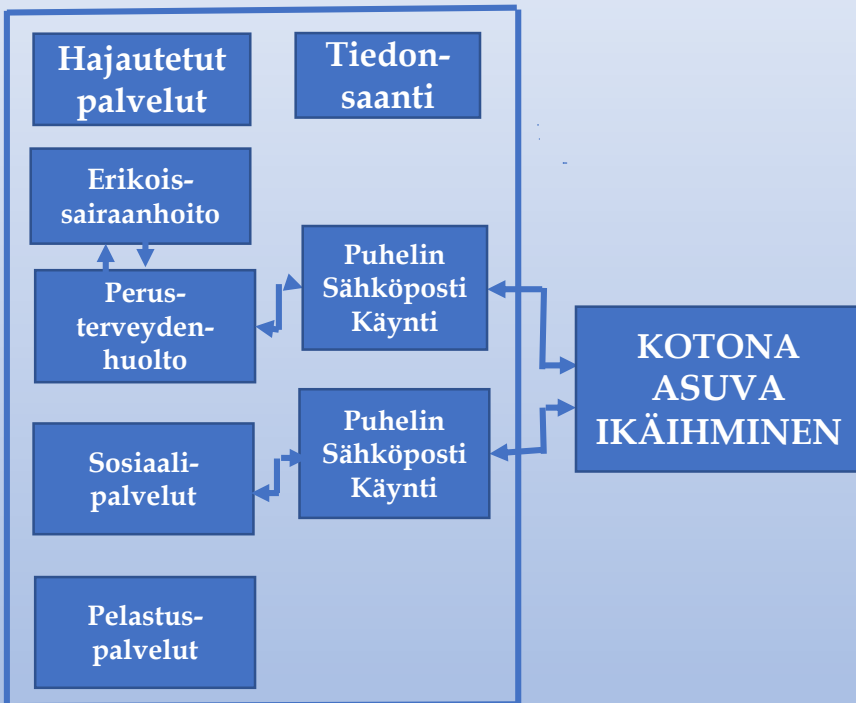 Hajautetut
palvelut
Tiedon-
saanti
Erikois-
sairaanhoito
Perus-
terveyden-
huolto
Puhelin
Sähköposti
Käynti
Sosiaali-
palvelut
Puhelin
Sähköposti
Käynti
Pelastus-
palvelut
KOTONA
ASUVA
IKÄIHMINEN